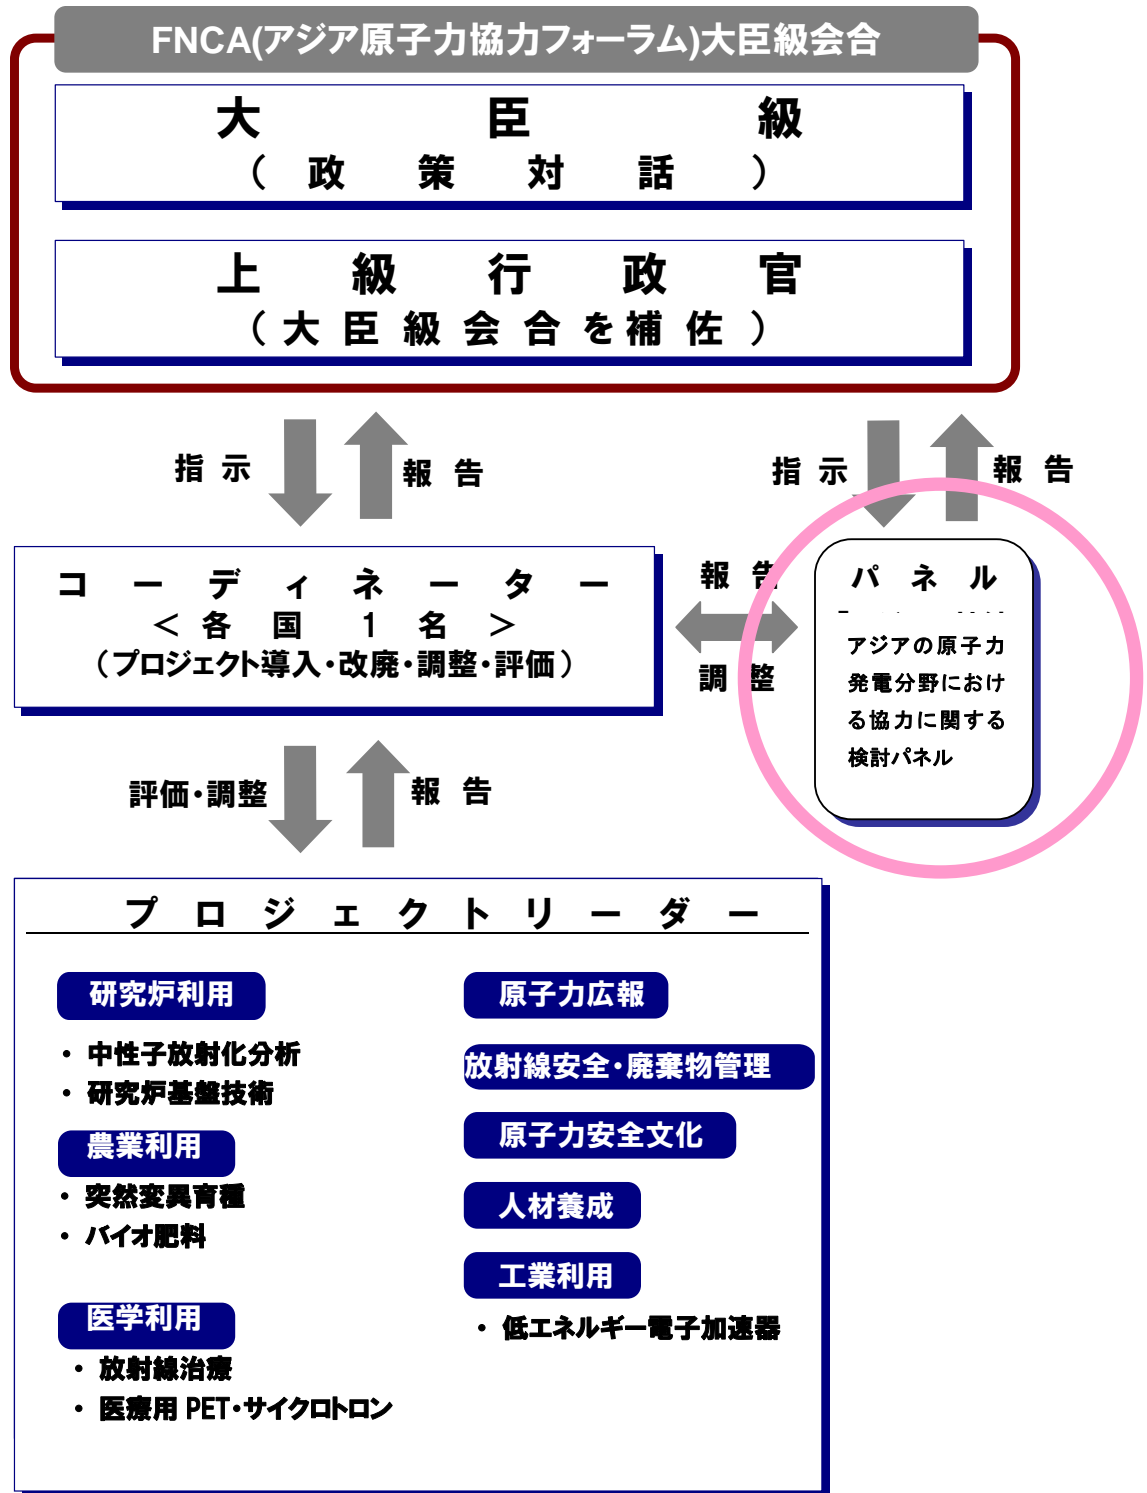 FNCA(アジア原子力協力フォーラム)大臣級会合
大臣級
(政策対話)
上級行政官
(大臣級会合を補佐)
指示
報告
指示
報告
コーディネーター
<各国1名>
(プロジェクト導入・改廃・調整・評価)
報告
調整
パネル
アジアの原子力
発電分野におけ
る協力に関する
検討パネル
評価・調整
報告
プロジェクトリーダー
研究炉利用
・中性子放射化分析
・研究炉基盤技術
農業利用
・突然変異育種
・バイオ肥料
医学利用
・放射線治療
・医療用 PET・サイクロトロン
原子力広報
放射線安全・廃棄物管理
原子力安全文化
人材養成
工業利用
・低エネルギー電子加速器